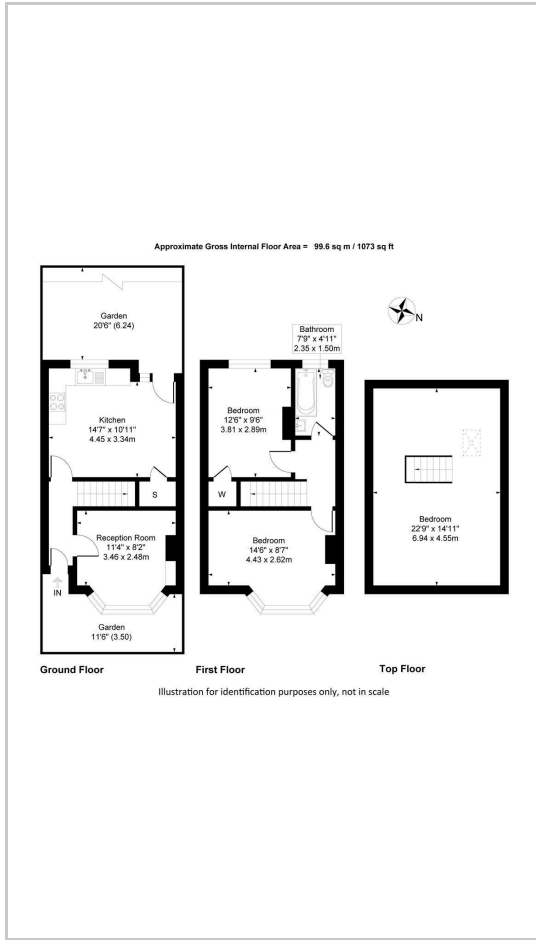 Approximate Gross Internal Floor Area = 99.6 sq m / 1073 sq ft
Garden
20'6" (6.24)
N
Bathroom
7'9" x 4'11"
2.35 x 1.50m
Kitchen
14'7" x 10'11"
4.45 x 3.34m
Bedroom
12'6" x 9'6"
3.81 x 2.89m
S
W
Bedroom
22'9" x 14'11"
6.94 x 4.55m
Reception Room
11'4" x 8'2"
3.46 x 2.48m
Bedroom
14'6" x 8'7"
4.43 x 2.62m
IN
Garden
11'6" (3.50)
Ground Floor
First Floor
Top Floor
Illustration for identification purposes only, not in scale